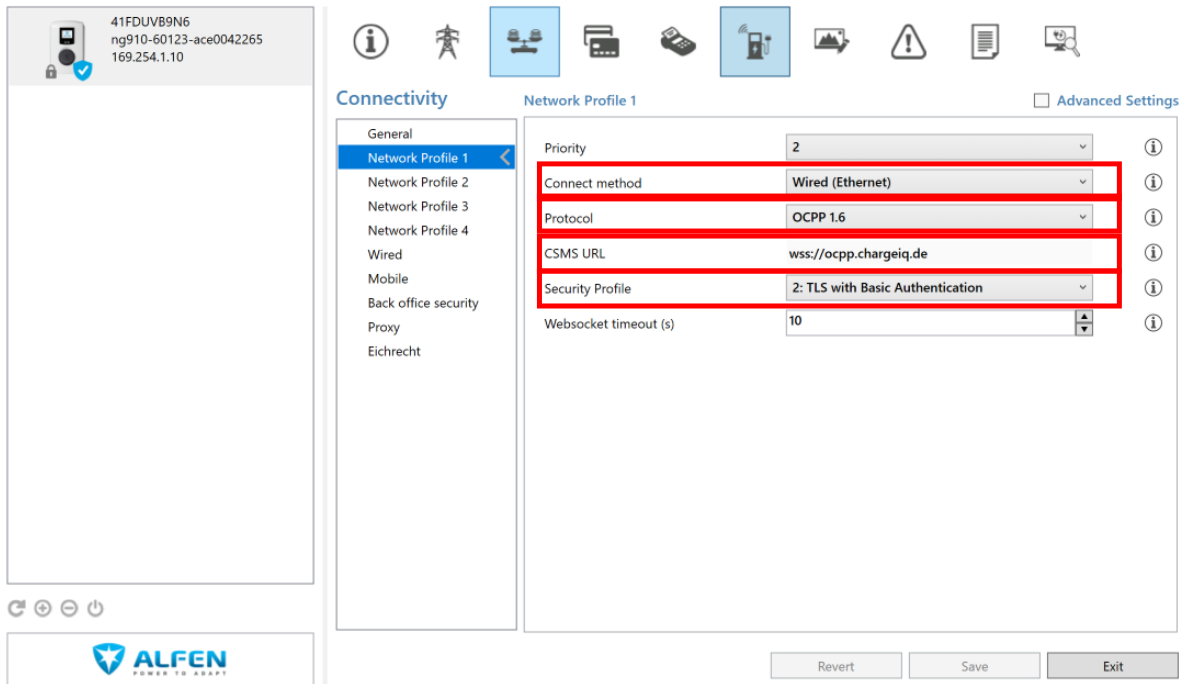 41FDUVB9N6
ng910-60123-ace0042265
169.254.1.10
Connectivity
Network Profile 1
Advanced Settings
General
Network Profile 1
Network Profile 2
Network Profile 3
Network Profile 4
Wired
Mobile
Back office security
Proxy
Eichrecht
Priority 2
Connect method Wired (Ethernet)
Protocol OCPP 1.6
CSMS URL wss://ocpp.chargeiq.de
Security Profile 2: TLS with Basic Authentication
Websocket timeout (s) 10
ALFEN
POWER TO ADAPT
Revert Save Exit